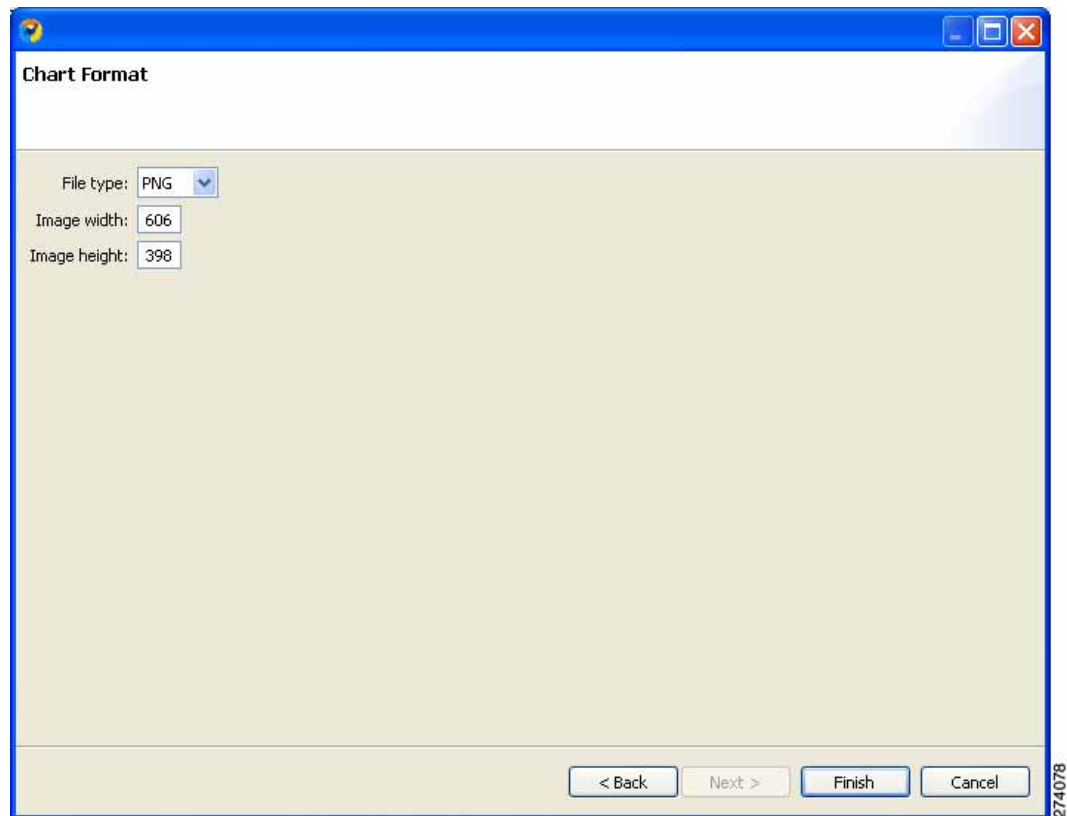 Chart Format
File type: PNG
Image width: 606
Image height: 398
< Back Next > Finish Cancel
274078